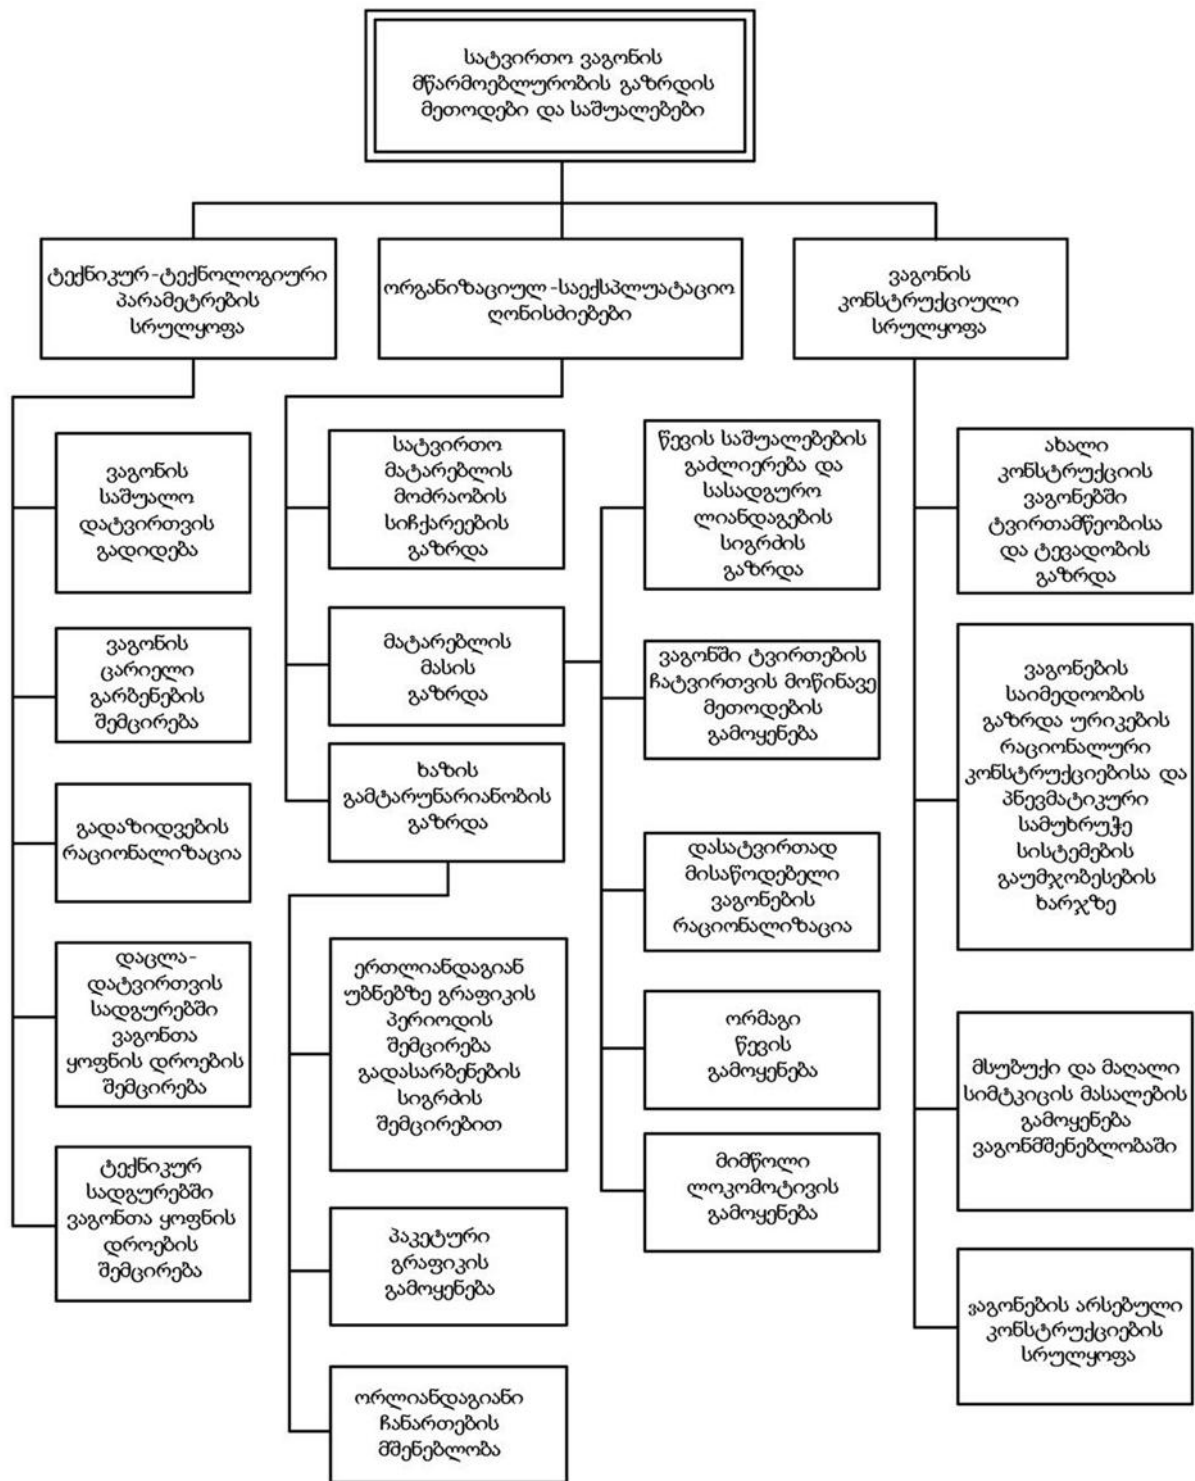 სატვირთო ვაგონის
მწარმოებლურობის გაზრდის
მეთოდები და საშუალებები
ტექნიკურ-ტექნოლოგიური
პარამეტრების
სრულყოფა
ორგანიზაციულ-საექსპლუატაციო
ღონისძიებები
ვაგონის
კონსტრუქციული
სრულყოფა
ვაგონის
საშუალო
დატვირთვის
გადიდება
ვაგონის
ცარიელი
გარბენების
შემცირება
გადაზიდვების
რაციონალიზაცია
დაცლა-
დატვირთვის
სადგურებში
ვაგონთა
ყოფნის დროების
შემცირება
ტექნიკურ
სადგურებში
ვაგონთა ყოფნის
დროების
შემცირება
სატვირთო
მატარებლის
მოძრაობის
სიჩქარეების
გაზრდა
მატარებლის
მასის
გაზრდა
ხაზის
გამტარუნარიანობის
გაზრდა
ერთლიანდაგიან
უბნებზე გრაფიკის
პერიოდის
შემცირება
გადასარბენების
სიგრძის
შემცირებით
პაკეტური
გრაფიკის
გამოყენება
ორლიანდაგიანი
ჩანართების
მშენებლობა
წევის საშუალებების
გაძლიერება და
სასადგურო
ლიანდაგების
სიგრძის
გაზრდა
ვაგონში ტვირთების
ჩატვირთვის მოწინავე
მეთოდების
გამოყენება
დასატვირთად
მისაწოდებელი
ვაგონების
რაციონალიზაცია
ორმაგი
წევის
გამოყენება
მიმწოლი
ლოკომოტივის
გამოყენება
ახალი
კონსტრუქციის
ვაგონებში
ტვირთამწეობისა
და ტევადობის
გაზრდა
ვაგონების
საიმედოობის
გაზრდა ურიკების
რაციონალური
კონსტრუქციებისა და
პნევმატიკური
სამუხრუჭე
სისტემების
გაუმჯობესების
ხარჯზე
მსუბუქი და მაღალი
სიმტკიცის მასალების
გამოყენება
ვაგონმშენებლობაში
ვაგონების არსებული
კონსტრუქციების
სრულყოფა